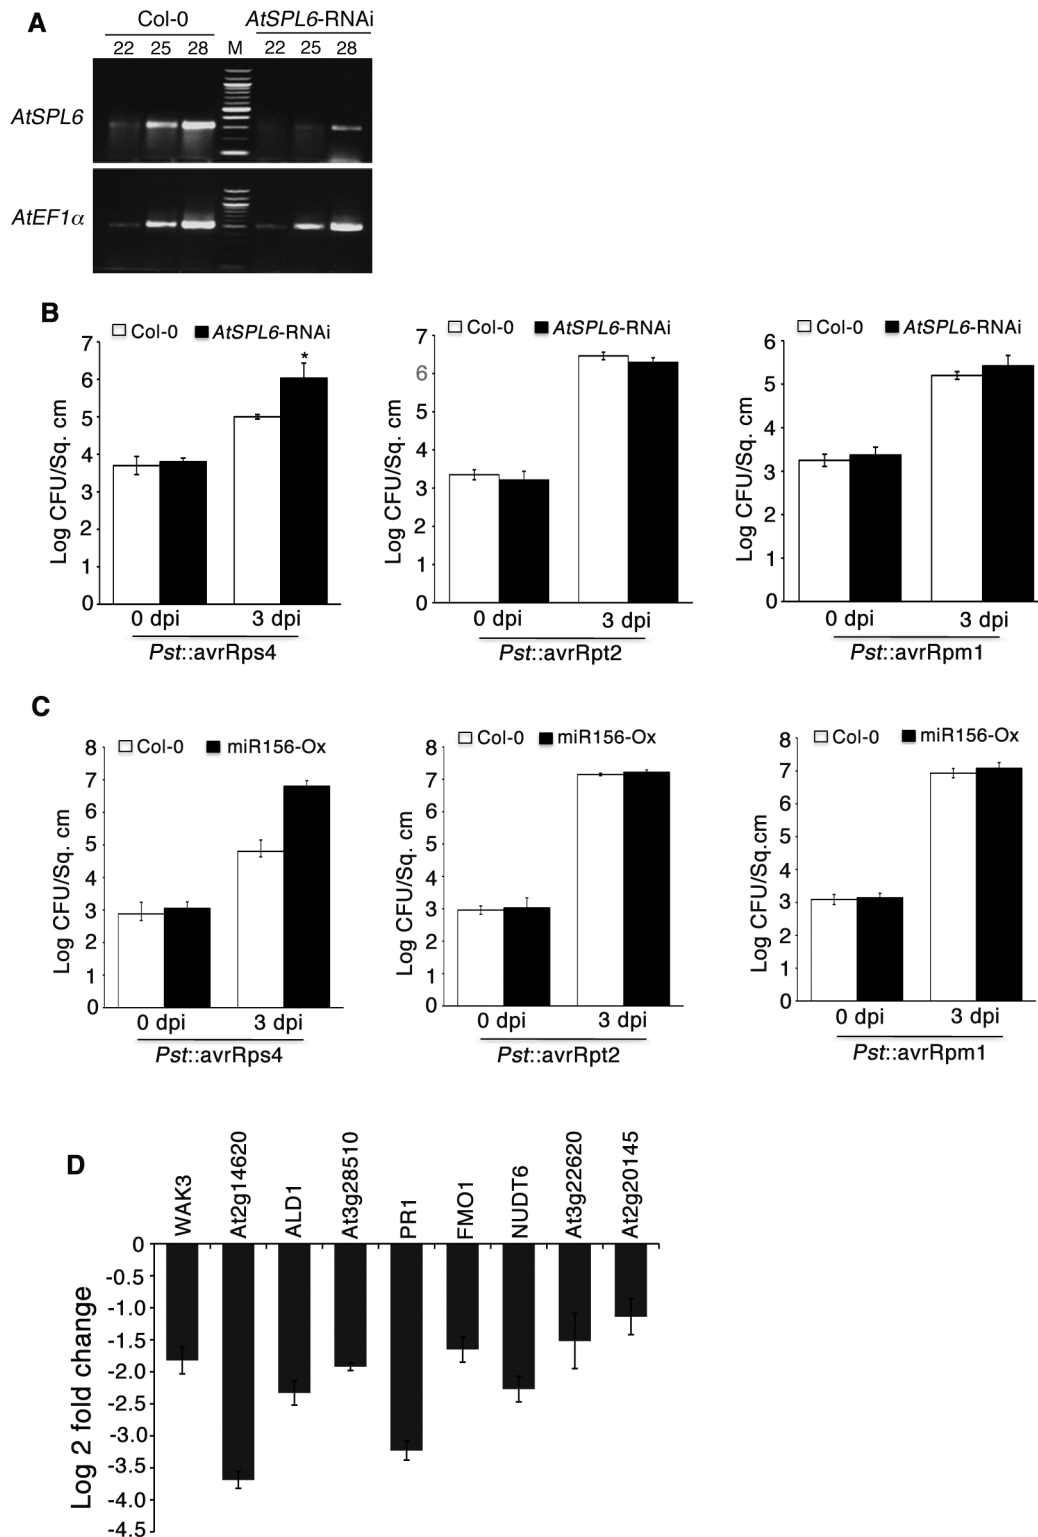 A
Col-0 AtSPL6-RNAi
22 25 28 M 22 25 28
AtSPL6
AtEF1α
B
Col-0 AtSPL6-RNAi
7
6
5
4
3
2
1
0
Log CFU/Sq. cm
*
0 dpi 3 dpi
Pst::avrRps4
Col-0 AtSPL6-RNAi
7
6
5
4
3
2
1
0
Log CFU/Sq. cm
0 dpi 3 dpi
Pst::avrRpt2
Col-0 AtSPL6-RNAi
6
5
4
3
2
1
0
Log CFU/Sq. cm
0 dpi 3 dpi
Pst::avrRpm1
C
Col-0 miR156-Ox
8
7
6
5
4
3
2
1
0
Log CFU/Sq. cm
0 dpi 3 dpi
Pst::avrRps4
Col-0 miR156-Ox
8
7
6
5
4
3
2
1
0
Log CFU/Sq. cm
0 dpi 3 dpi
Pst::avrRpt2
Col-0 miR156-Ox
8
7
6
5
4
3
2
1
0
Log CFU/Sq.cm
0 dpi 3 dpi
Pst::avrRpm1
D
WAK3
At2g14620
ALD1
At3g28510
PR1
FMO1
NUDT6
At3g22620
At2g20145
0
-0.5
-1.0
-1.5
-2.0
-2.5
-3.0
-3.5
-4.0
-4.5
Log 2 fold change